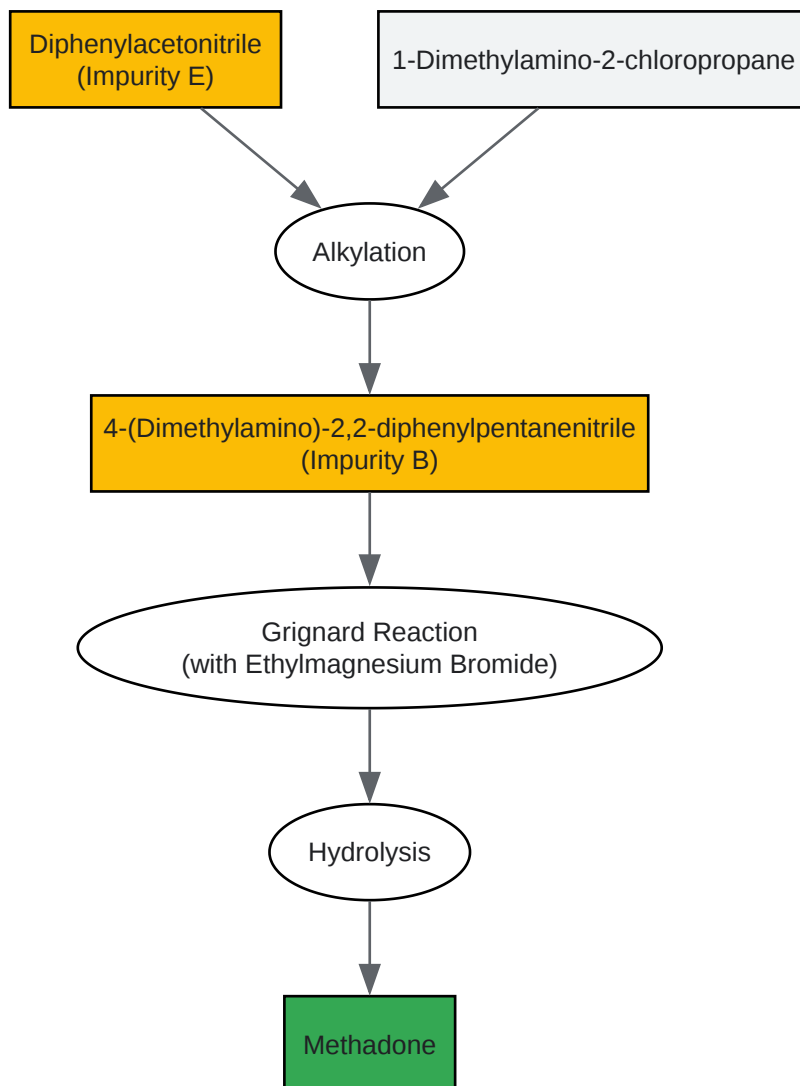 Diphenylacetonitrile
(Impurity E)
1-Dimethylamino-2-chloropropane
Alkylation
4-(Dimethylamino)-2,2-diphenylpentanenitrile
(Impurity B)
Grignard Reaction
(with Ethylmagnesium Bromide)
Hydrolysis
Methadone